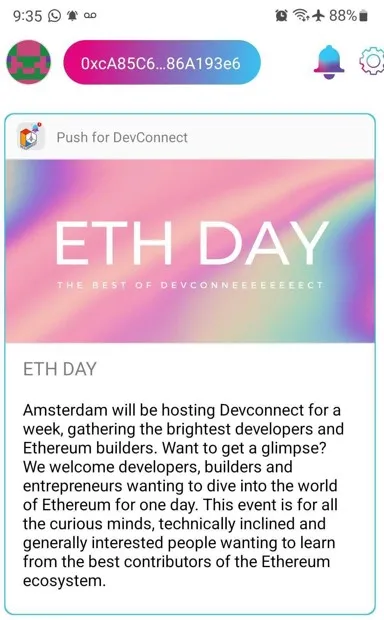 9:35 88%
0xcA85C6...86A193e6
Push for DevConnect
ETH DAY
THE BEST OF DEVCONNEEEEEEEECT
ETH DAY
Amsterdam will be hosting Devconnect for a
week, gathering the brightest developers and
Ethereum builders. Want to get a glimpse?
We welcome developers, builders and
entrepreneurs wanting to dive into the world
of Ethereum for one day. This event is for all
the curious minds, technically inclined and
generally interested people wanting to learn
from the best contributors of the Ethereum
ecosystem.